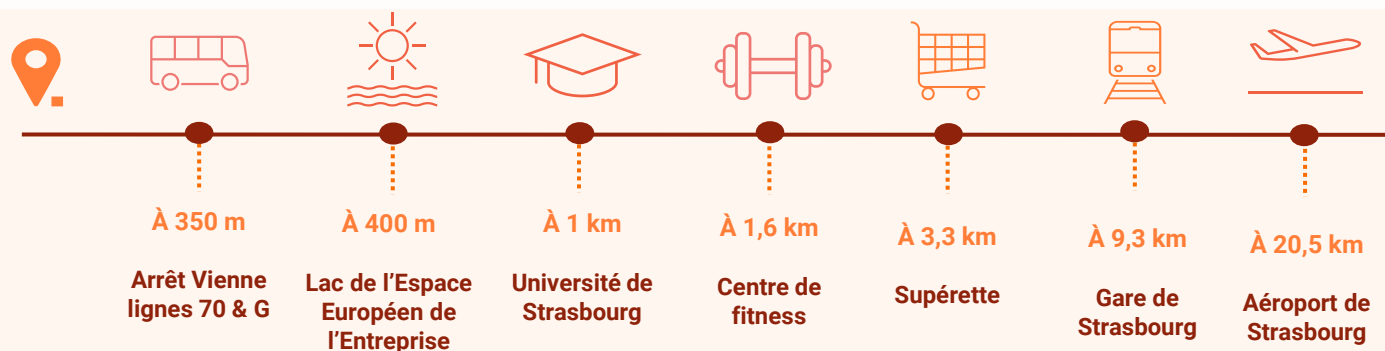 À 350 m
Arrêt Vienne
lignes 70 & G
À 400 m
Lac de l’Espace
Européen de
l’Entreprise
À 1 km
Université de
Strasbourg
À 1,6 km
Centre de
fitness
À 3,3 km
Supérette
À 9,3 km
Gare de
Strasbourg
À 20,5 km
Aéroport de
Strasbourg